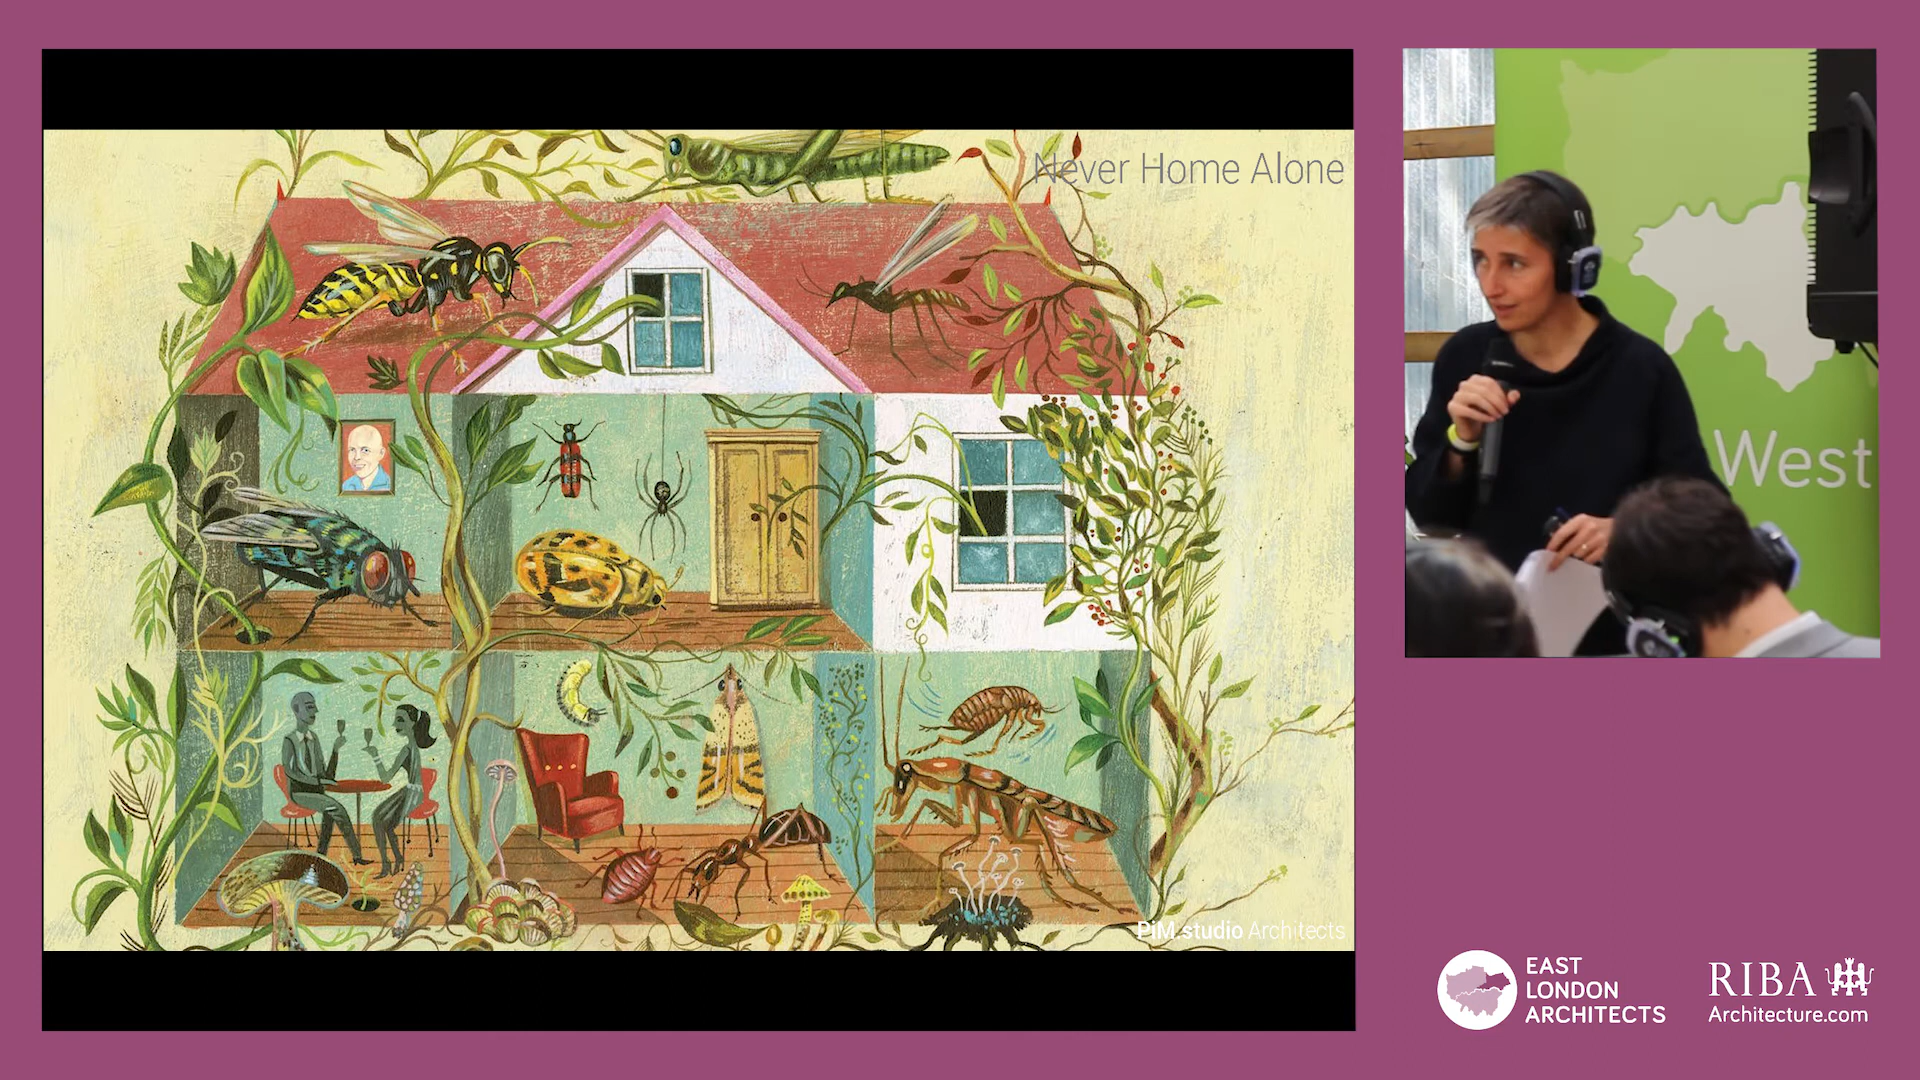 Never Home Alone
PiM.studio Architects
West
EAST
LONDON
ARCHITECTS
RIBA
Architecture.com